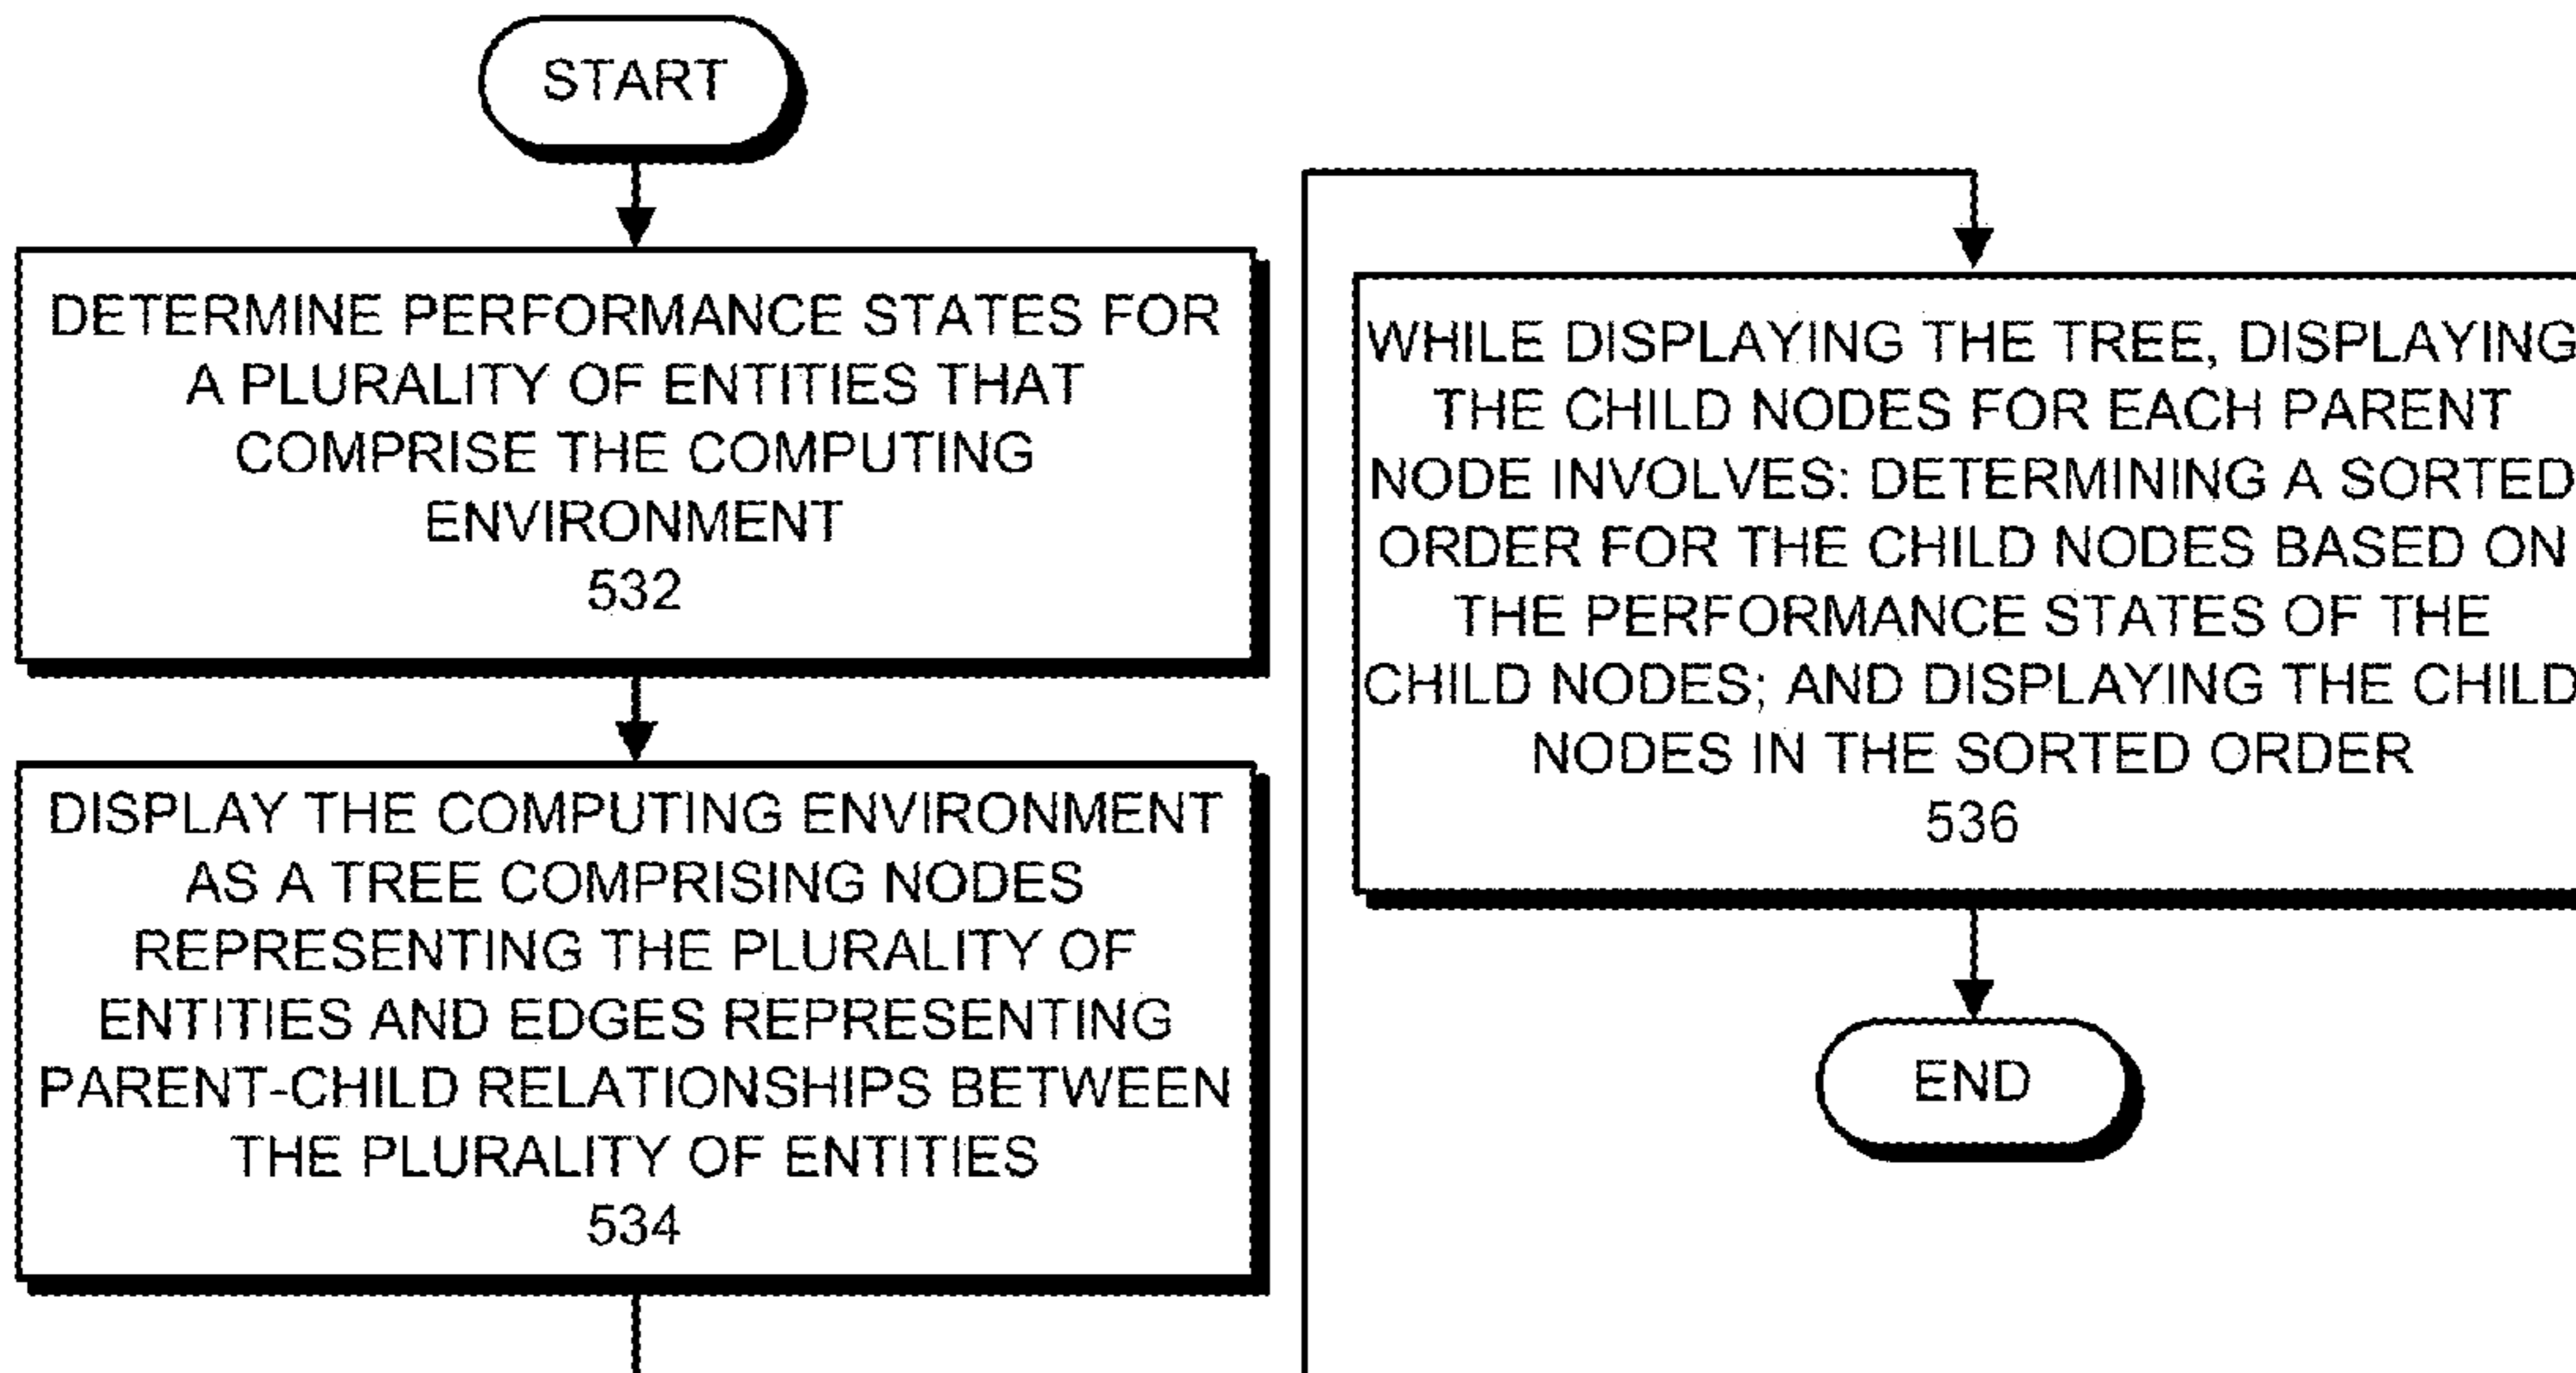 START
DETERMINE PERFORMANCE STATES FOR
A PLURALITY OF ENTITIES THAT
COMPRISE THE COMPUTING
ENVIRONMENT
532
DISPLAY THE COMPUTING ENVIRONMENT
AS A TREE COMPRISING NODES
REPRESENTING THE PLURALITY OF
ENTITIES AND EDGES REPRESENTING
PARENT-CHILD RELATIONSHIPS BETWEEN
THE PLURALITY OF ENTITIES
534
WHILE DISPLAYING THE TREE, DISPLAYING
THE CHILD NODES FOR EACH PARENT
NODE INVOLVES: DETERMINING A SORTED
ORDER FOR THE CHILD NODES BASED ON
THE PERFORMANCE STATES OF THE
CHILD NODES; AND DISPLAYING THE CHILD
NODES IN THE SORTED ORDER
536
END